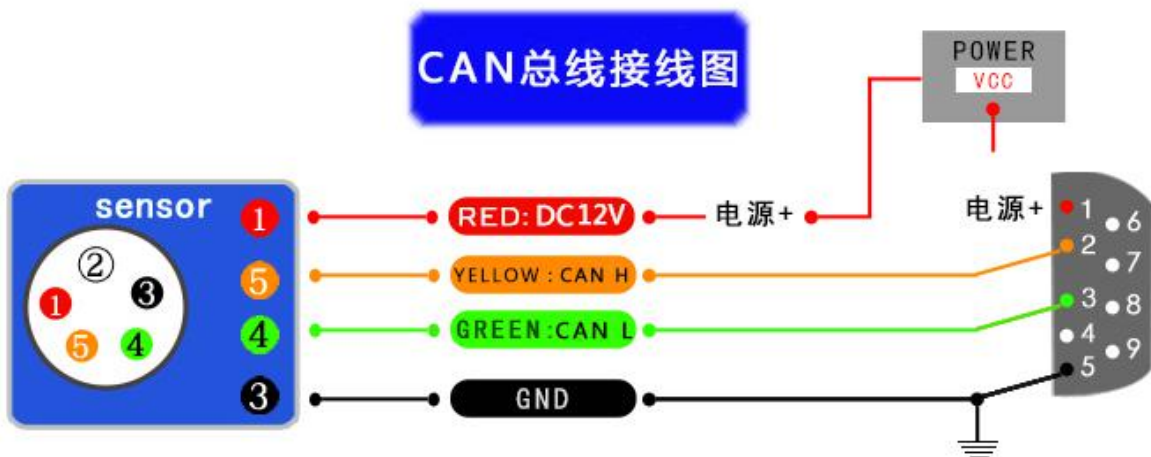 CAN总线接线图
POWER
VCC
sensor
1
RED: DC12V
电源+
电源+
1
6
②
5
YELLOW : CAN H
2
7
1
3
5
4
4
GREEN:CAN L
3
8
4
9
3
GND
5